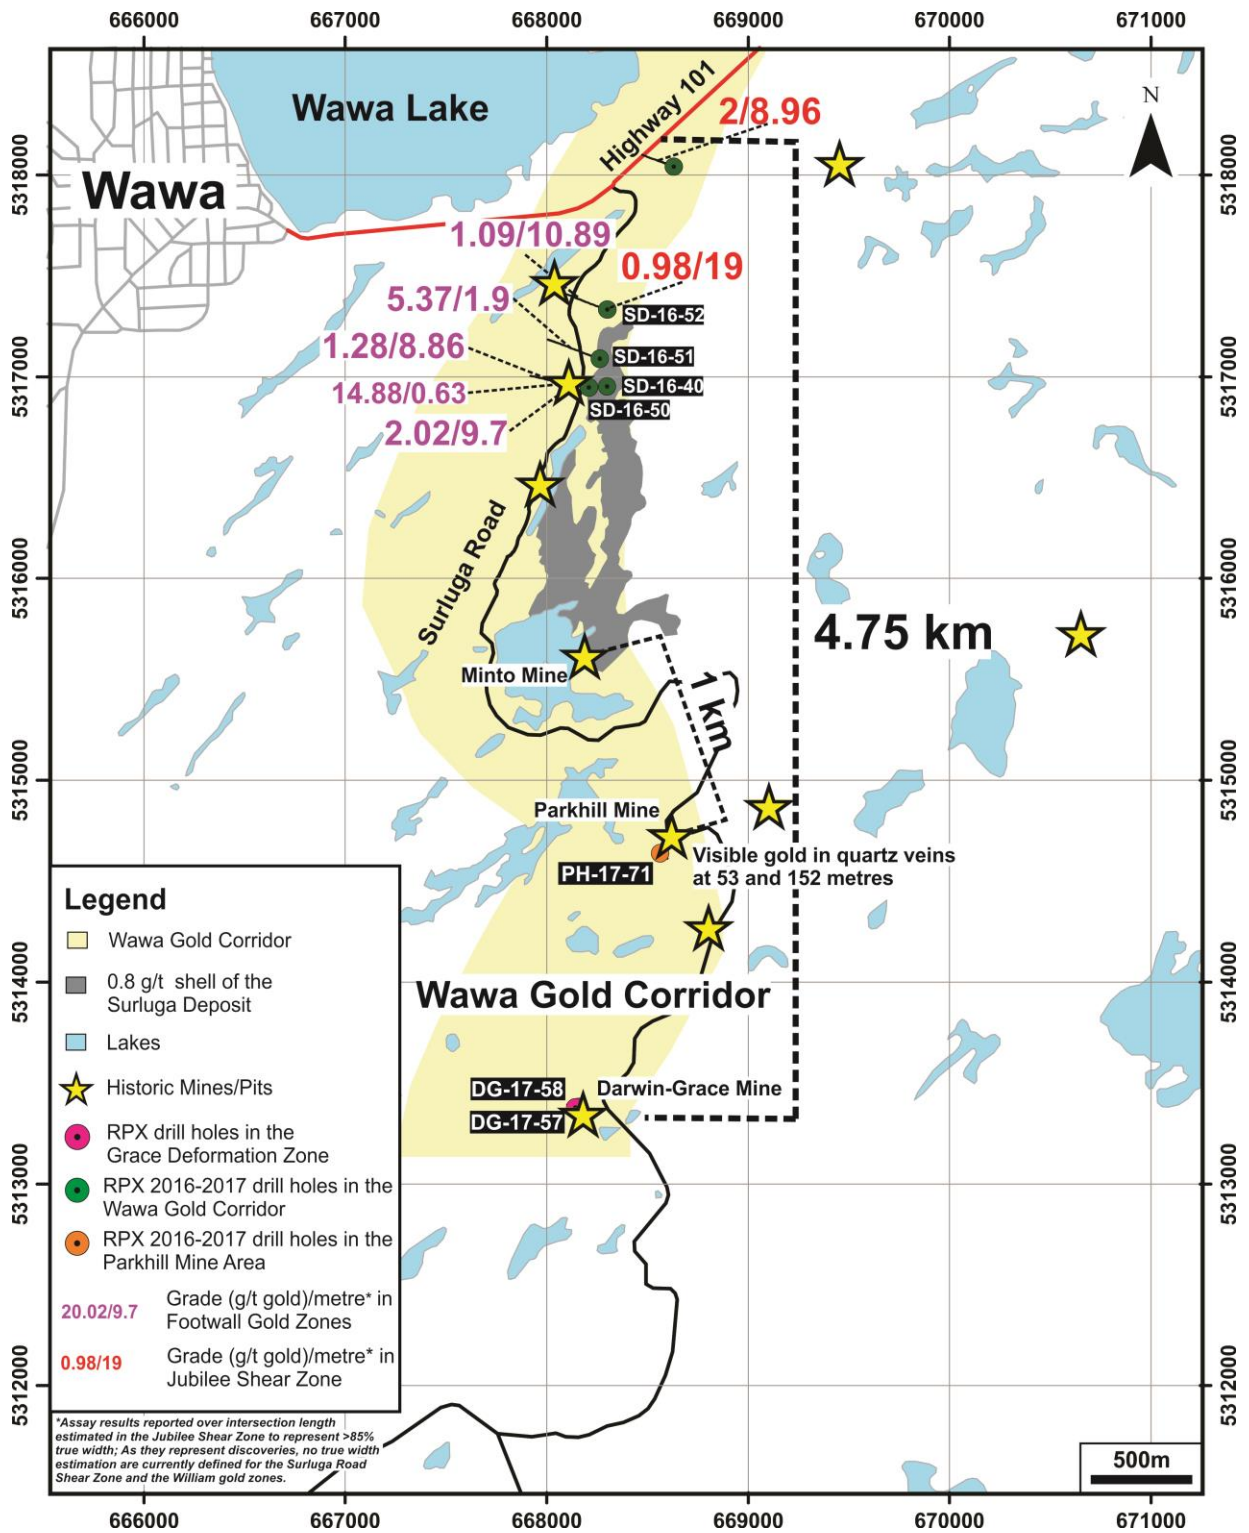 666000 667000 668000 669000 670000 671000
Wawa Lake
Highway 101
2/8.96
N
5318000
5318000
Wawa
1.09/10.89
0.98/19
5.37/1.9
SD-16-52
1.28/8.86
SD-16-51
5317000
5317000
14.88/0.63
SD-16-40
SD-16-50
2.02/9.7
Surluga Road
5316000
5316000
4.75 km
Minto Mine
1 km
5315000
5315000
Parkhill Mine
Visible gold in quartz veins
at 53 and 152 metres
PH-17-71
5314000
5314000
Wawa Gold Corridor
DG-17-58
Darwin-Grace Mine
DG-17-57
5313000
5313000
5312000
5312000
Legend
Wawa Gold Corridor
0.8 g/t shell of the
Surluga Deposit
Lakes
Historic Mines/Pits
RPX drill holes in the
Grace Deformation Zone
RPX 2016-2017 drill holes in the
Wawa Gold Corridor
RPX 2016-2017 drill holes in the
Parkhill Mine Area
20.02/9.7 Grade (g/t gold)/metre* in
Footwall Gold Zones
0.98/19 Grade (g/t gold)/metre* in
Jubilee Shear Zone
*Assay results reported over intersection length
estimated in the Jubilee Shear Zone to represent >85%
true width; As they represent discoveries, no true width
estimation are currently defined for the Surluga Road
Shear Zone and the William gold zones.
500m
666000 667000 668000 669000 670000 671000